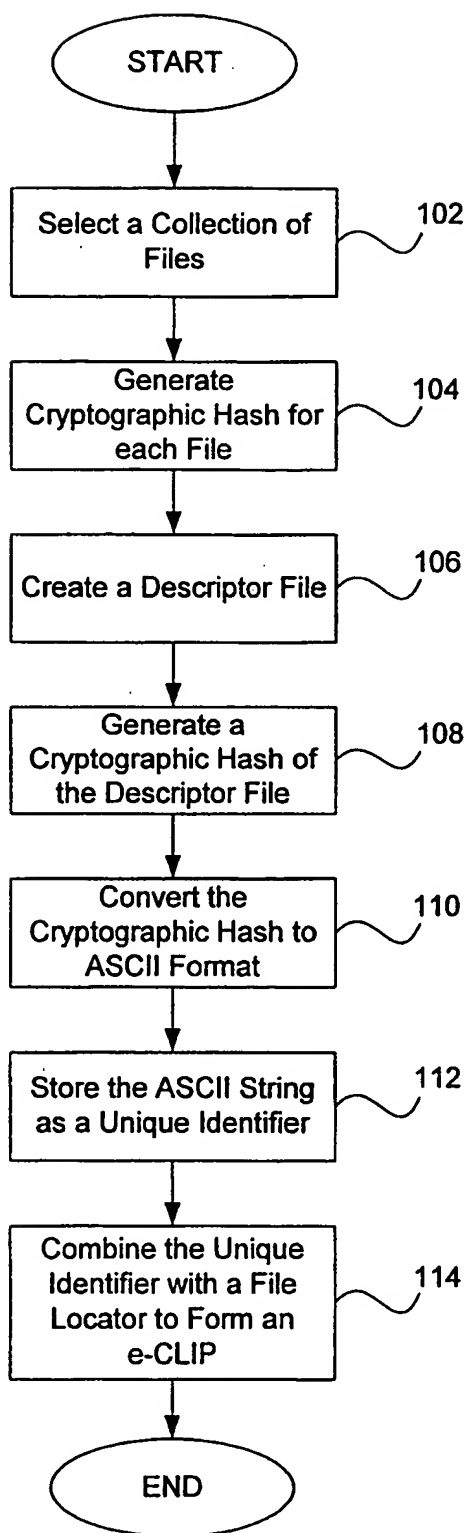 START
Select a Collection of
Files
102
Generate
Cryptographic Hash for
each File
104
Create a Descriptor File
106
Generate a
Cryptographic Hash of
the Descriptor File
108
Convert the
Cryptographic Hash to
ASCII Format
110
Store the ASCII String
as a Unique Identifier
112
Combine the Unique
Identifier with a File
Locator to Form an
e-CLIP
114
END